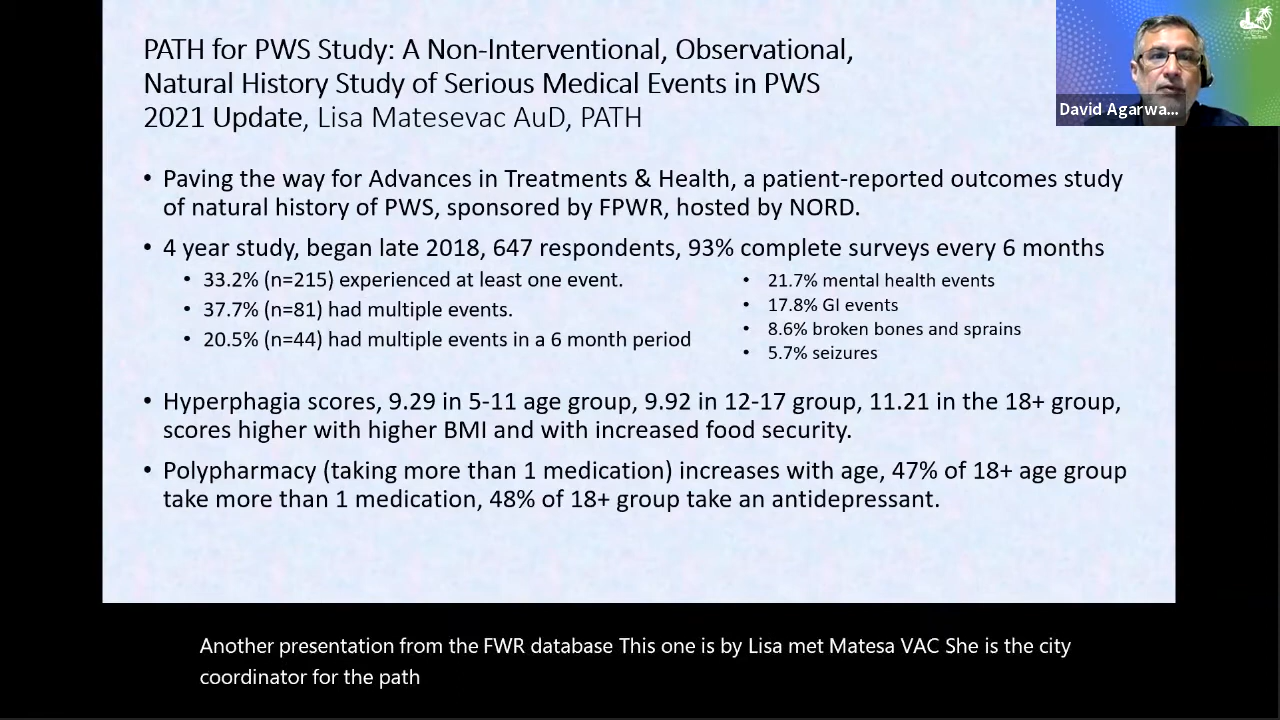 PATH for PWS Study: A Non-Interventional, Observational,
Natural History Study of Serious Medical Events in PWS
2021 Update, Lisa Matesevac AuD, PATH
David Agarwa...
• Paving the way for Advances in Treatments & Health, a patient-reported outcomes study
of natural history of PWS, sponsored by FPWR, hosted by NORD.
• 4 year study, began late 2018, 647 respondents, 93% complete surveys every 6 months
• 33.2% (n=215) experienced at least one event.
• 37.7% (n=81) had multiple events.
• 20.5% (n=44) had multiple events in a 6 month period
• 21.7% mental health events
• 17.8% GI events
• 8.6% broken bones and sprains
• 5.7% seizures
• Hyperphagia scores, 9.29 in 5-11 age group, 9.92 in 12-17 group, 11.21 in the 18+ group,
scores higher with higher BMI and with increased food security.
• Polypharmacy (taking more than 1 medication) increases with age, 47% of 18+ age group
take more than 1 medication, 48% of 18+ group take an antidepressant.
Another presentation from the FWR database This one is by Lisa met Matesa VAC She is the city
coordinator for the path